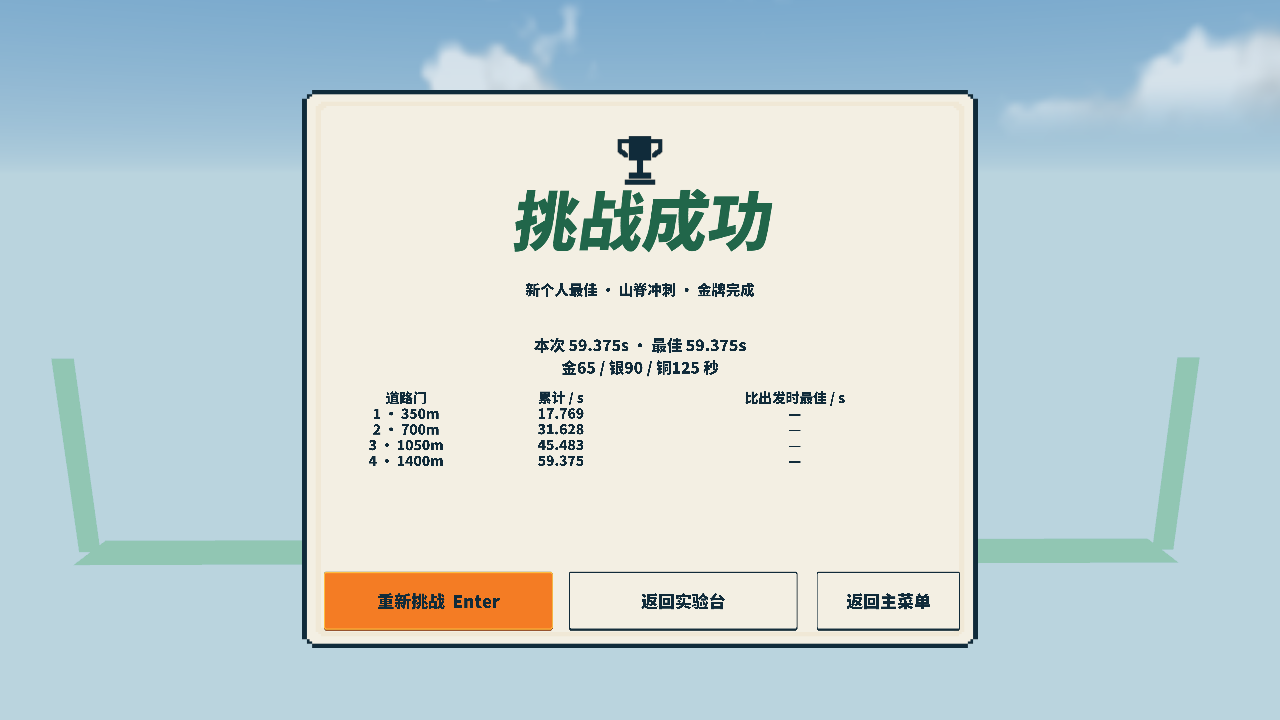 挑战成功
新个人最佳 · 山脊冲刺 · 金牌完成
本次 59.375s · 最佳 59.375s
金65 / 银90 / 铜125 秒
道路门 累计 / s 比出发时最佳 / s
1 · 350m 17.769 —
2 · 700m 31.628 —
3 · 1050m 45.483 —
4 · 1400m 59.375 —
重新挑战 Enter 返回实验台 返回主菜单